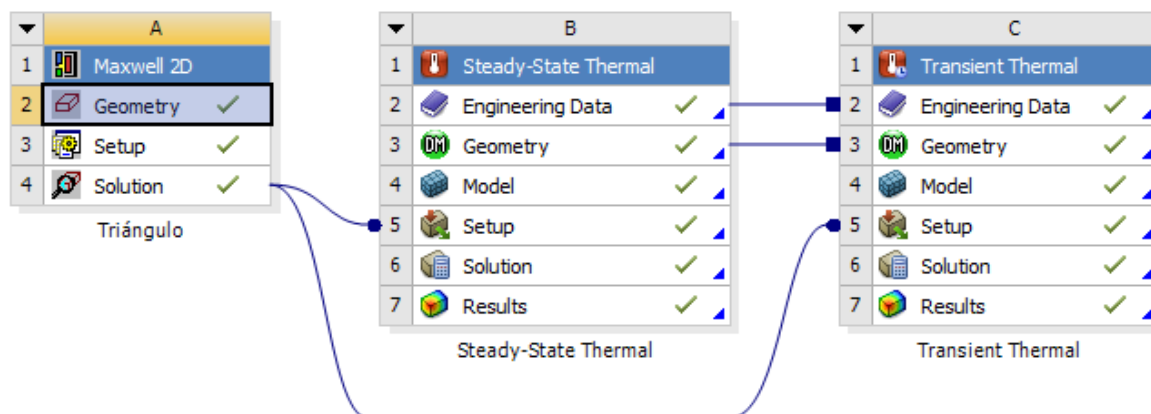 A
1 Maxwell 2D
2 Geometry
3 Setup
4 Solution
Triángulo
B
1 Steady-State Thermal
2 Engineering Data
3 DM Geometry
4 Model
5 Setup
6 Solution
7 Results
Steady-State Thermal
C
1 Transient Thermal
2 Engineering Data
3 DM Geometry
4 Model
5 Setup
6 Solution
7 Results
Transient Thermal